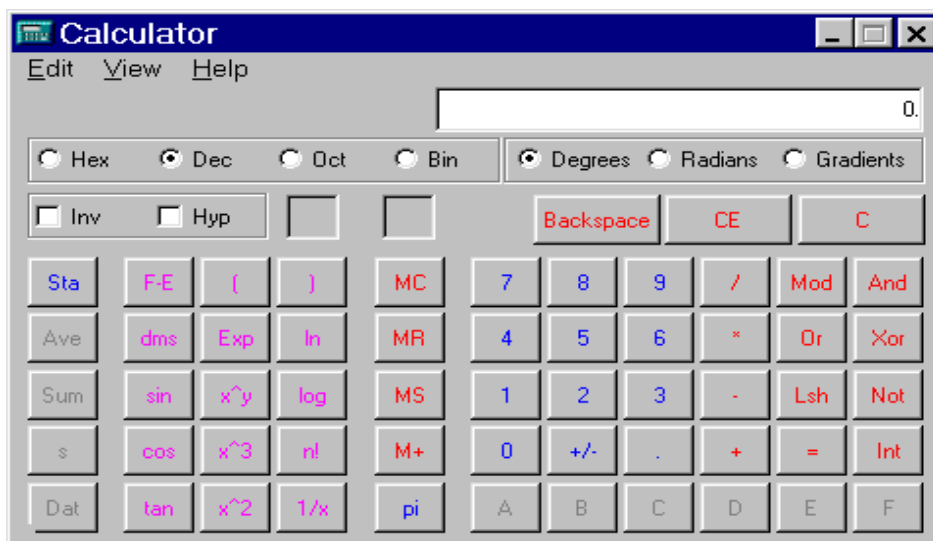 Calculator
Edit View Help
0.
Hex Dec Oct Bin Degrees Radians Gradients
Inv Hyp Backspace CE C
Sta F-E ( ) MC 7 8 9 / Mod And
Ave dms Exp ln MR 4 5 6 * Or Xor
Sum sin x^y log MS 1 2 3 - Lsh Not
s cos x^3 n! M+ 0 +/- . + = Int
Dat tan x^2 1/x pi A B C D E F